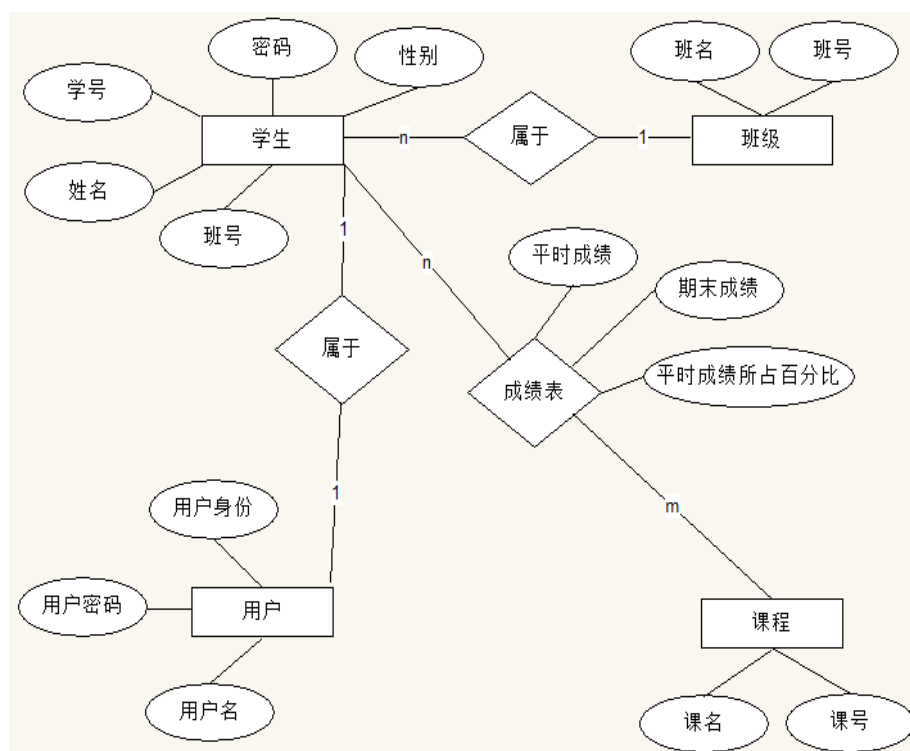 密码
性别
班名
班号
学号
学生
n
属于
1
班级
姓名
班号
1
n
平时成绩
期末成绩
属于
成绩表
平时成绩所占百分比
用户身份
1
m
用户密码
用户
课程
用户名
课名
课号